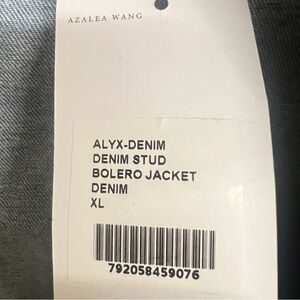 AZALEA WANG
ALYX-DENIM
DENIM STUD
BOLERO JACKET
DENIM
XL
792058459076